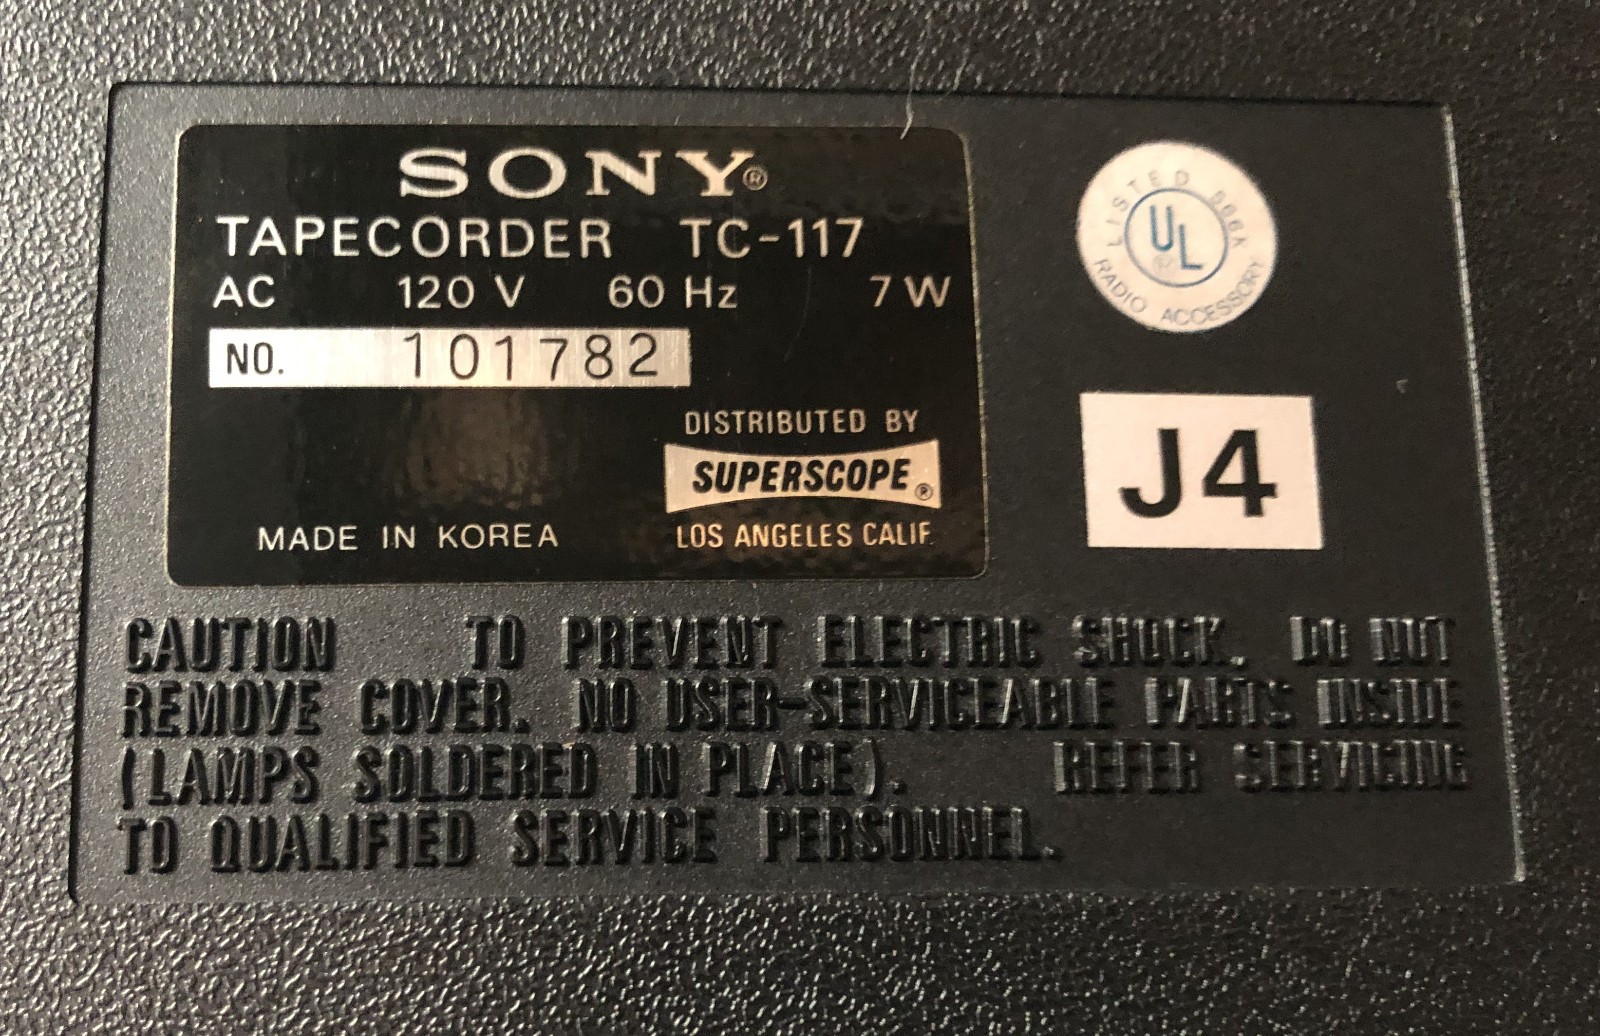 SONY®
TAPECORDER TC-117
AC 120 V 60 Hz 7 W
NO. 101782
DISTRIBUTED BY
SUPERSCOPE®
MADE IN KOREA
LOS ANGELES CALIF.
LISTED 566K
UL®
RADIO ACCESSORY
J4
CAUTION TO PREVENT ELECTRIC SHOCK. DO NOT
REMOVE COVER. NO USER-SERVICEABLE PARTS INSIDE
(LAMPS SOLDERED IN PLACE). REFER SERVICING
TO QUALIFIED SERVICE PERSONNEL.